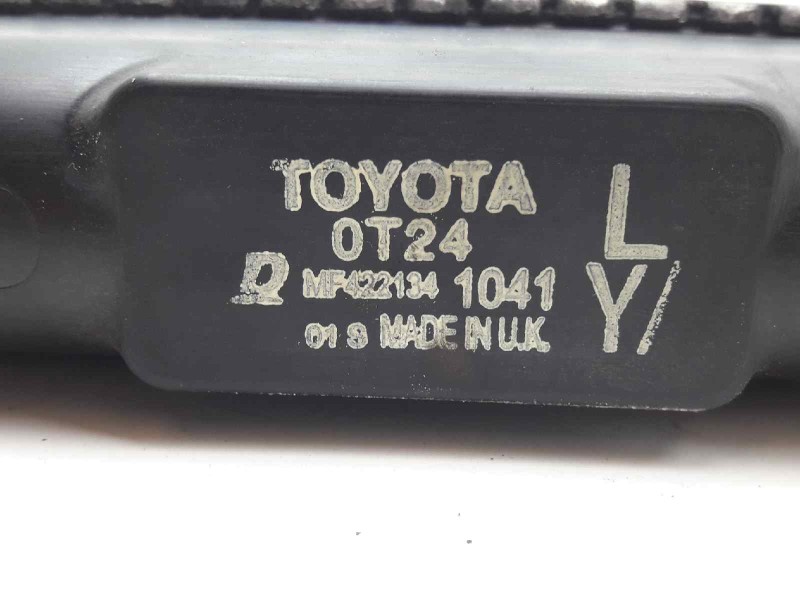 TOYOTA
0T24
L
D MF422134 1041
Y/
01 S MADE IN U.K.